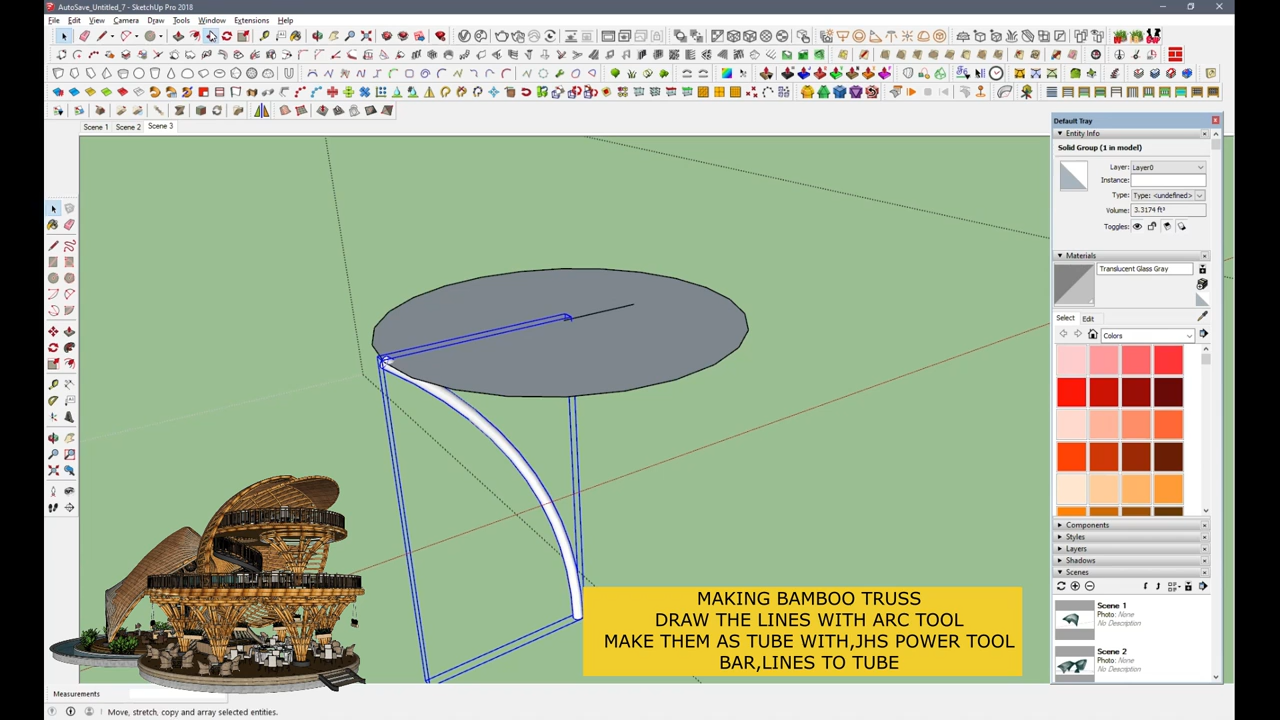 AutoSave_Untitled_7 - SketchUp Pro 2018
File Edit View Camera Draw Tools Window Extensions Help
Scene 1 Scene 2 Scene 3
Default Tray
Entity Info
Solid Group (1 in model)
Layer: Layer0
Instance:
Type: Type: <undefined>
Volume: 3.3174 ft³
Toggles:
Materials
Translucent Glass Gray
Select Edit
Colors
Components
Styles
Layers
Shadows
Scenes
Scene 1
Photo: None
No Description
Scene 2
Photo: None
No Description
MAKING BAMBOO TRUSS
DRAW THE LINES WITH ARC TOOL
MAKE THEM AS TUBE WITH,JHS POWER TOOL
BAR,LINES TO TUBE
Measurements
Move, stretch, copy and array selected entities.